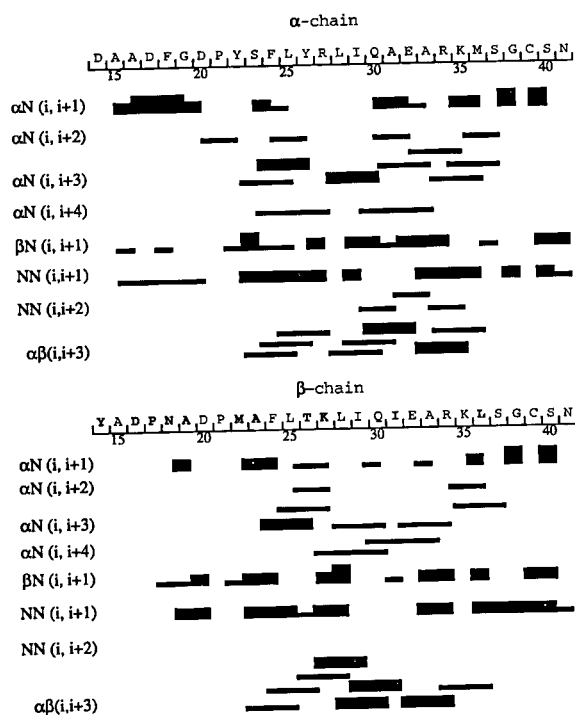 α-chain
D A A D F G D P Y S F L Y R L I Q A E A R K M S G C S N
15 20 25 30 35 40
αN (i, i+1)
αN (i, i+2)
αN (i, i+3)
αN (i, i+4)
βN (i, i+1)
NN (i,i+1)
NN (i,i+2)
αβ(i,i+3)
β-chain
Y A D P N A D P M A F L T K L I Q I E A R K L S G C S N
15 20 25 30 35 40
αN (i, i+1)
αN (i, i+2)
αN (i, i+3)
αN (i, i+4)
βN (i, i+1)
NN (i, i+1)
NN (i, i+2)
αβ(i,i+3)